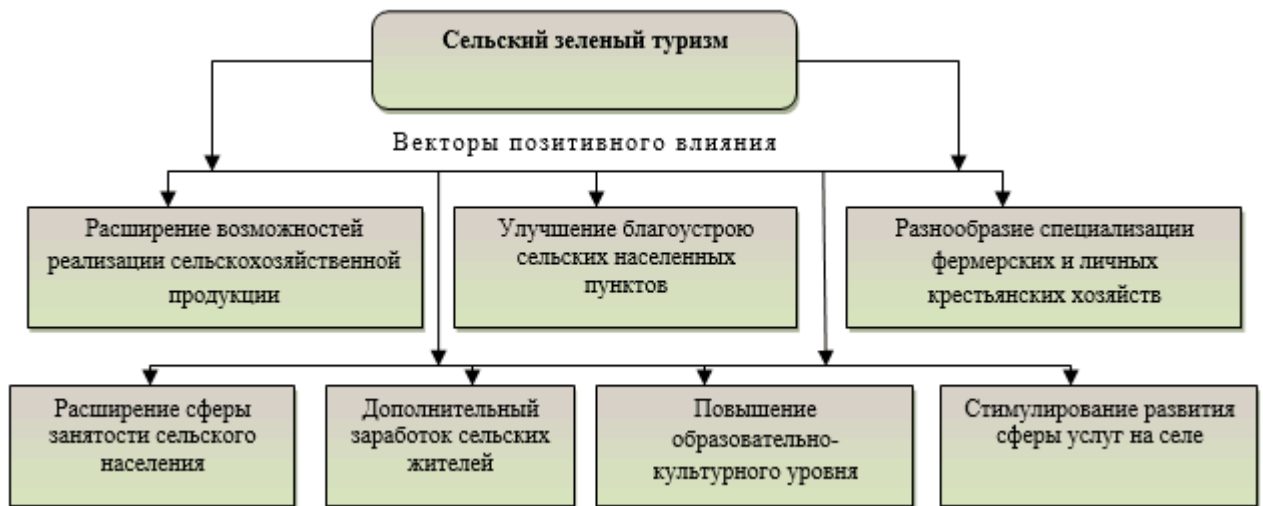 Сельский зеленый туризм
Векторы позитивного влияния
Расширение возможностей
реализации сельскохозяйственной
продукции
Улучшение благоустрою
сельских населенных
пунктов
Разнообразие специализации
фермерских и личных
крестьянских хозяйств
Расширение сферы
занятости сельского
населения
Дополнительный
заработок сельских
жителей
Повышение
образовательно-
культурного уровня
Стимулирование развития
сферы услуг на селе